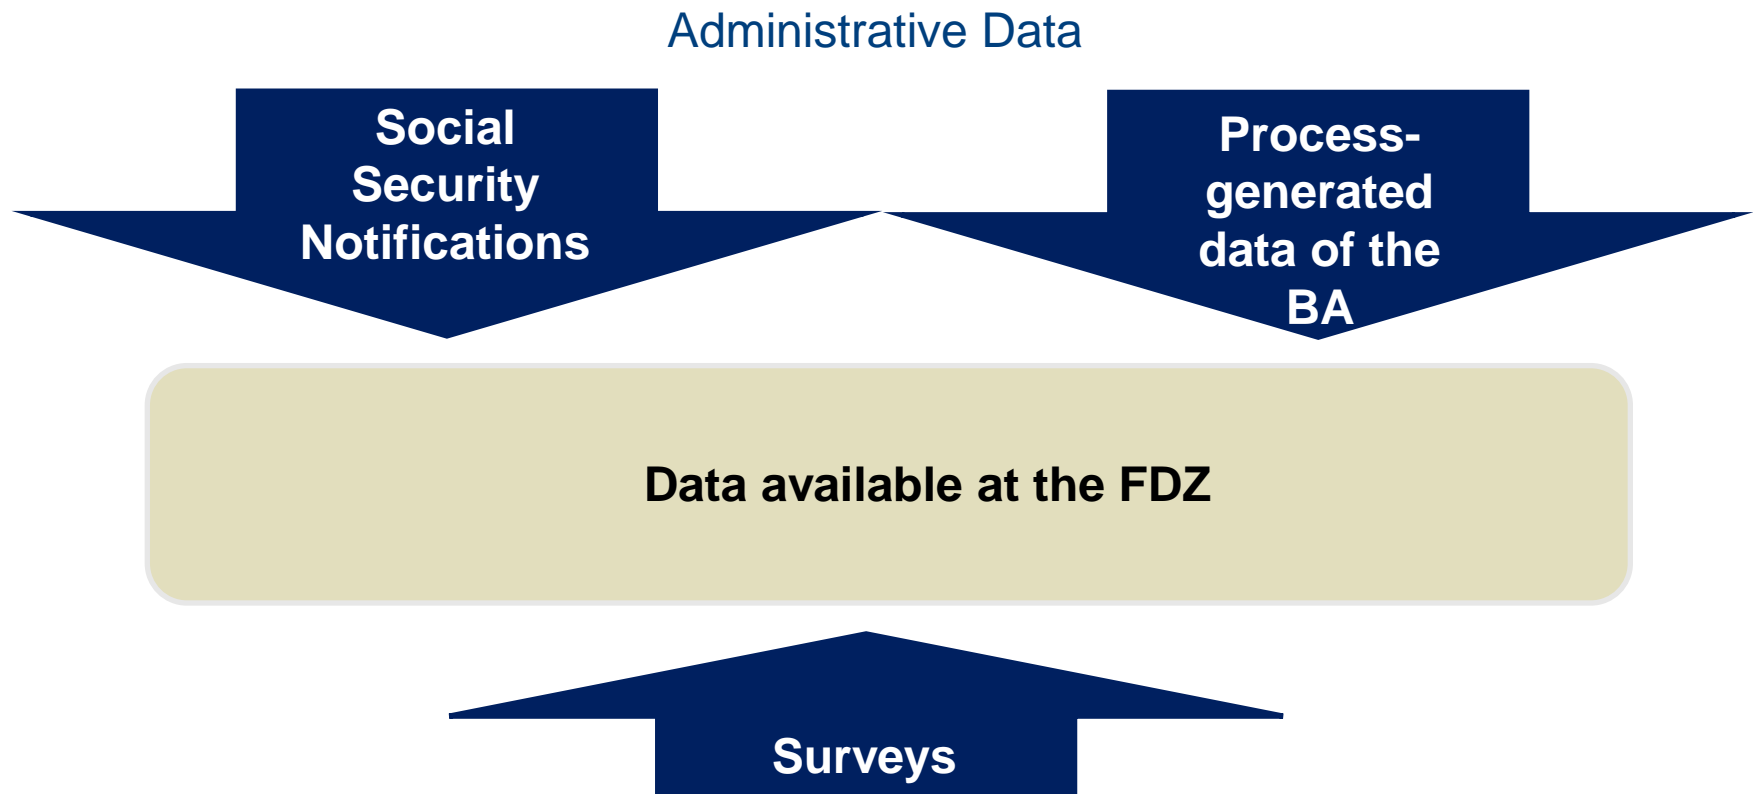 Administrative Data
Social
Security
Notifications
Process-
generated
data of the
BA
Data available at the FDZ
Surveys